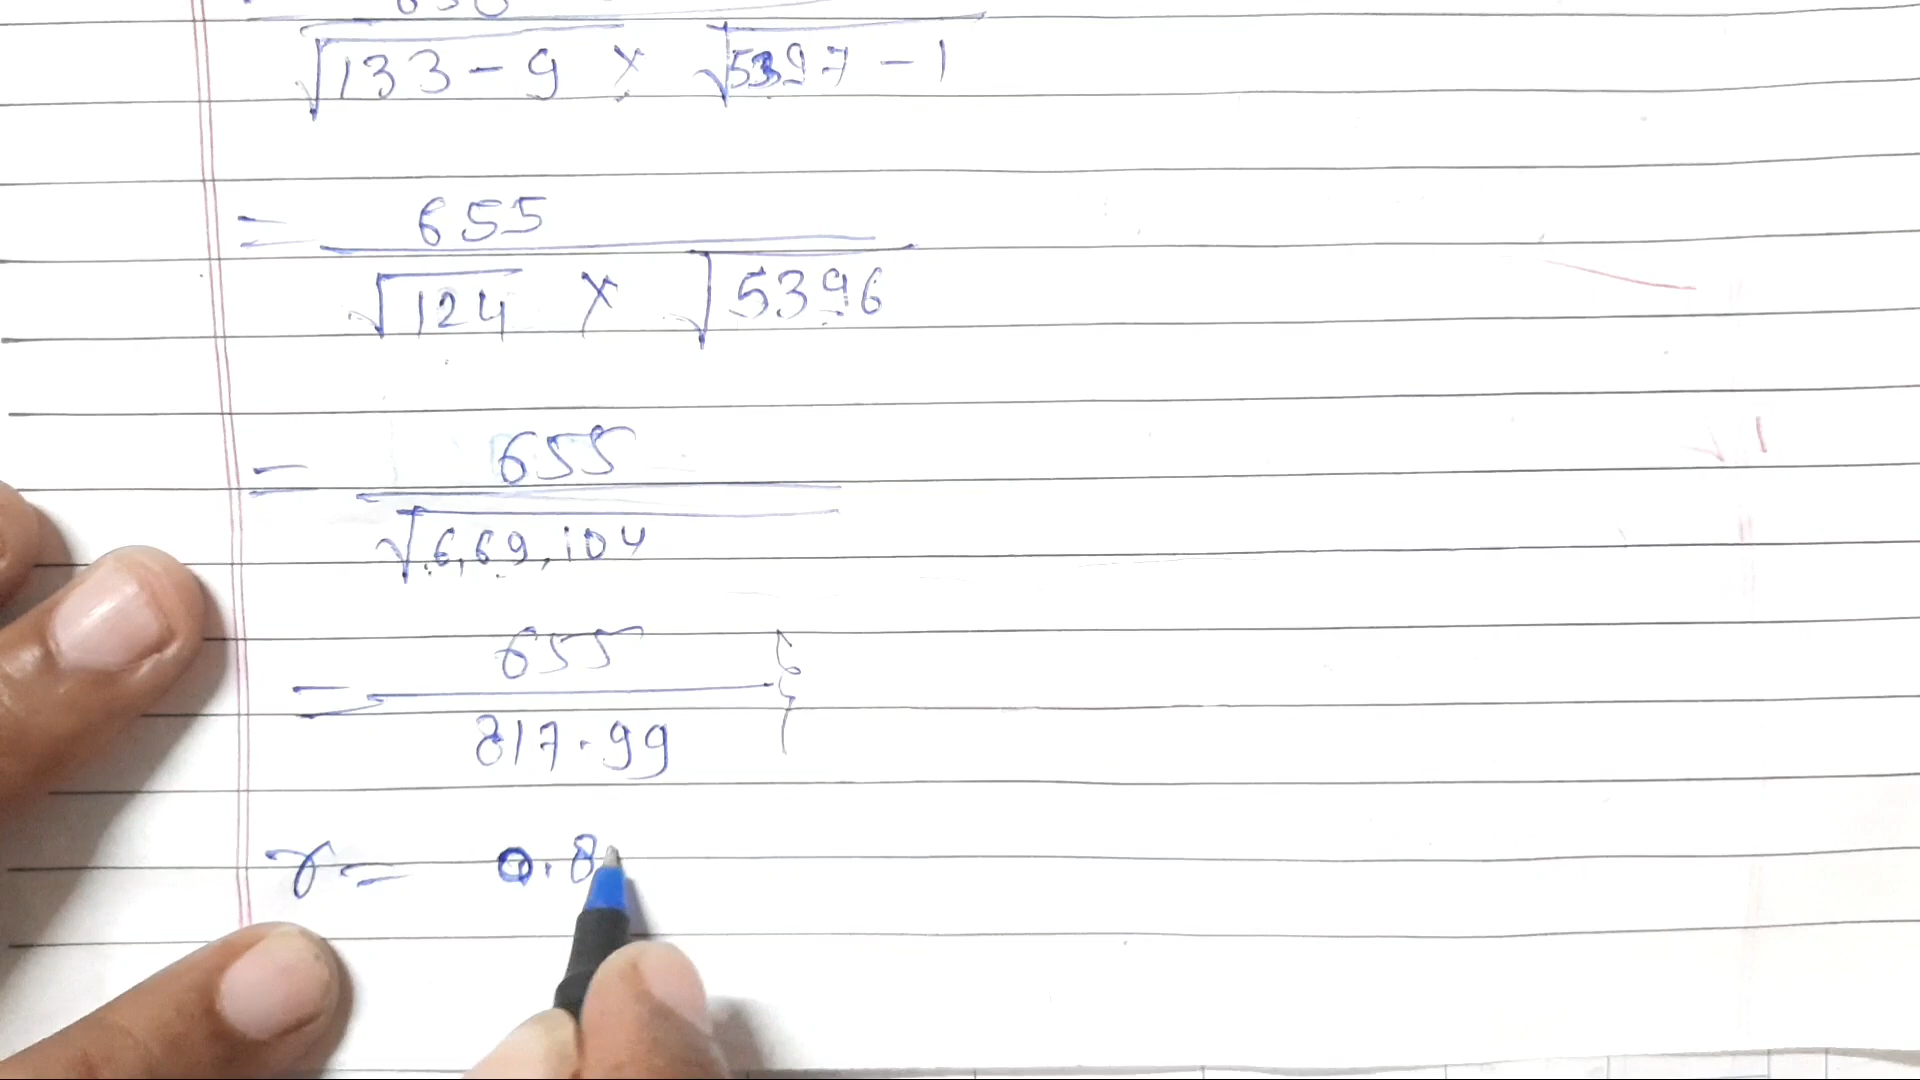 √133-9 × √5397-1
= 655
√124 × √5396
= 655
√6,69,104
= 655
817.99
r = 0.8